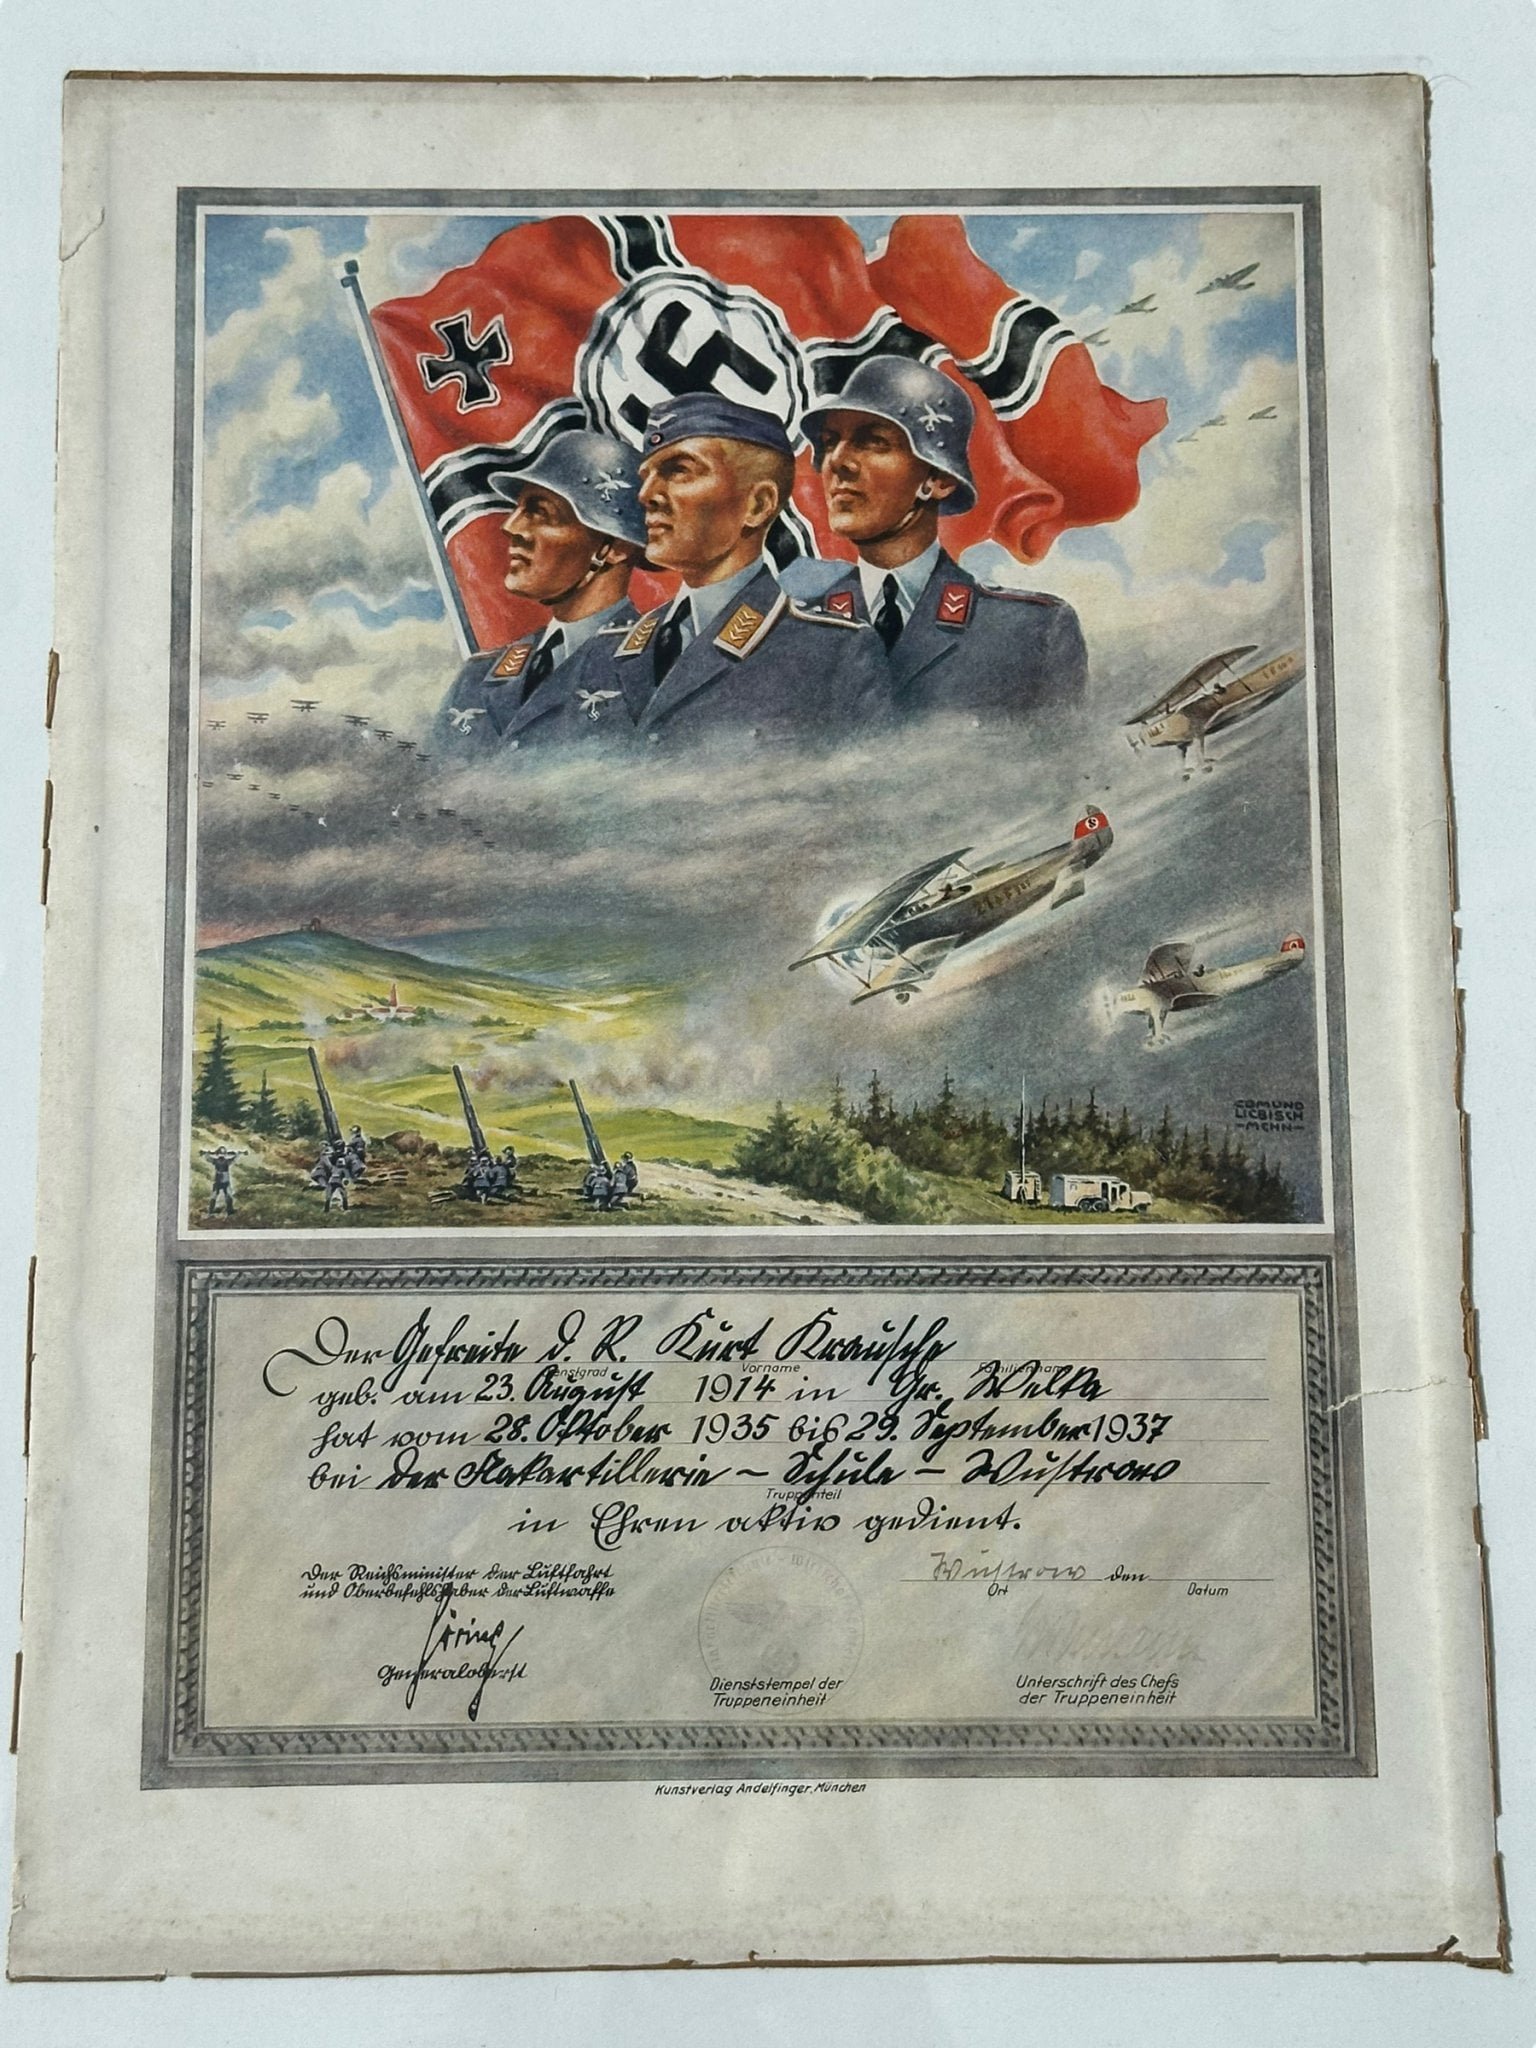 EDMUND
LIEBISCH
-MCHN-
Der Gefreite d. R. Kurt Krausche
Dienstgrad Vorname Familienname
geb. am 23. August 1914 in Gr. Welka
hat vom 28. Oktober 1935 bis 29. September 1937
bei der Flakartillerie - Schule - Wustrow
Truppenteil
in Ehren aktiv gedient.
Der Reichsminister der Luftfahrt
und Oberbefehlshaber der Luftwaffe
Göring
Generaloberst
Wustrow den
Ort Datum
Dienststempel der
Truppeneinheit
Unterschrift des Chefs
der Truppeneinheit
Kunstverlag Andelfinger, München